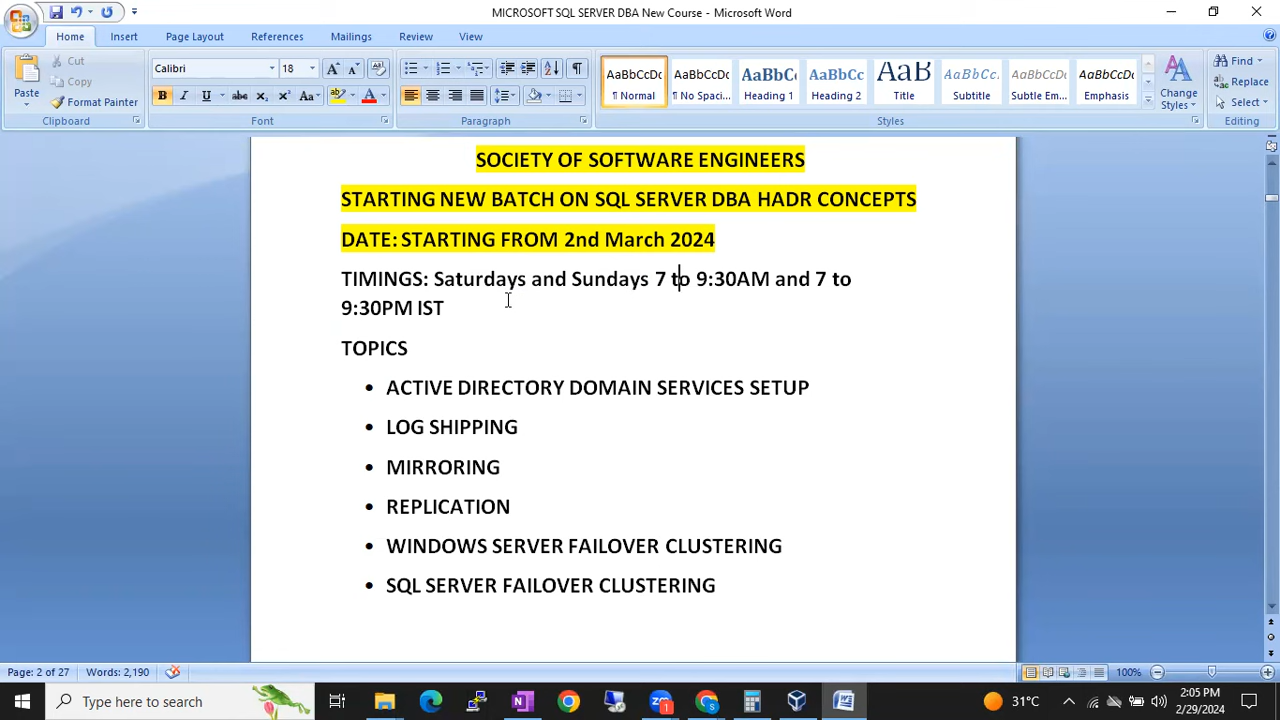 MICROSOFT SQL SERVER DBA New Course - Microsoft Word
Home Insert Page Layout References Mailings Review View
Paste
Cut
Copy
Format Painter
Clipboard
Calibri 18
Font
Paragraph
AaBbCcDc AaBbCcDc AaBbCc AaBbCc AaB AaBbCc. AaBbCcDc AaBbCcDc
¶ Normal ¶ No Spaci... Heading 1 Heading 2 Title Subtitle Subtle Em... Emphasis
Change Styles
Styles
Find
Replace
Select
Editing
SOCIETY OF SOFTWARE ENGINEERS
STARTING NEW BATCH ON SQL SERVER DBA HADR CONCEPTS
DATE: STARTING FROM 2nd March 2024
TIMINGS: Saturdays and Sundays 7 to 9:30AM and 7 to
9:30PM IST
TOPICS
• ACTIVE DIRECTORY DOMAIN SERVICES SETUP
• LOG SHIPPING
• MIRRORING
• REPLICATION
• WINDOWS SERVER FAILOVER CLUSTERING
• SQL SERVER FAILOVER CLUSTERING
Page: 2 of 27 Words: 2,190 100%
Type here to search
31°C
2:05 PM
2/29/2024